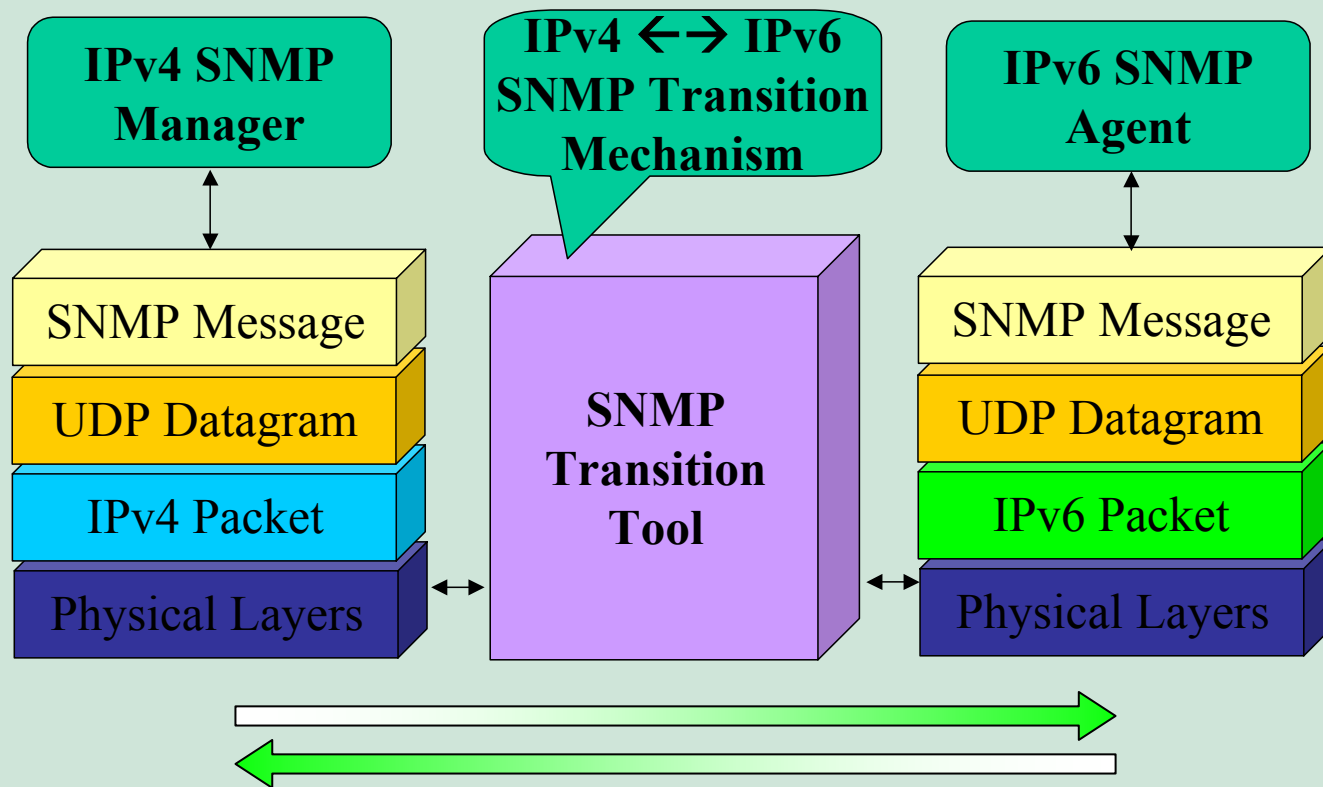 IPv4 SNMP
Manager
IPv4 ←→ IPv6
SNMP Transition
Mechanism
IPv6 SNMP
Agent
SNMP Message
UDP Datagram
IPv4 Packet
Physical Layers
SNMP
Transition
Tool
SNMP Message
UDP Datagram
IPv6 Packet
Physical Layers